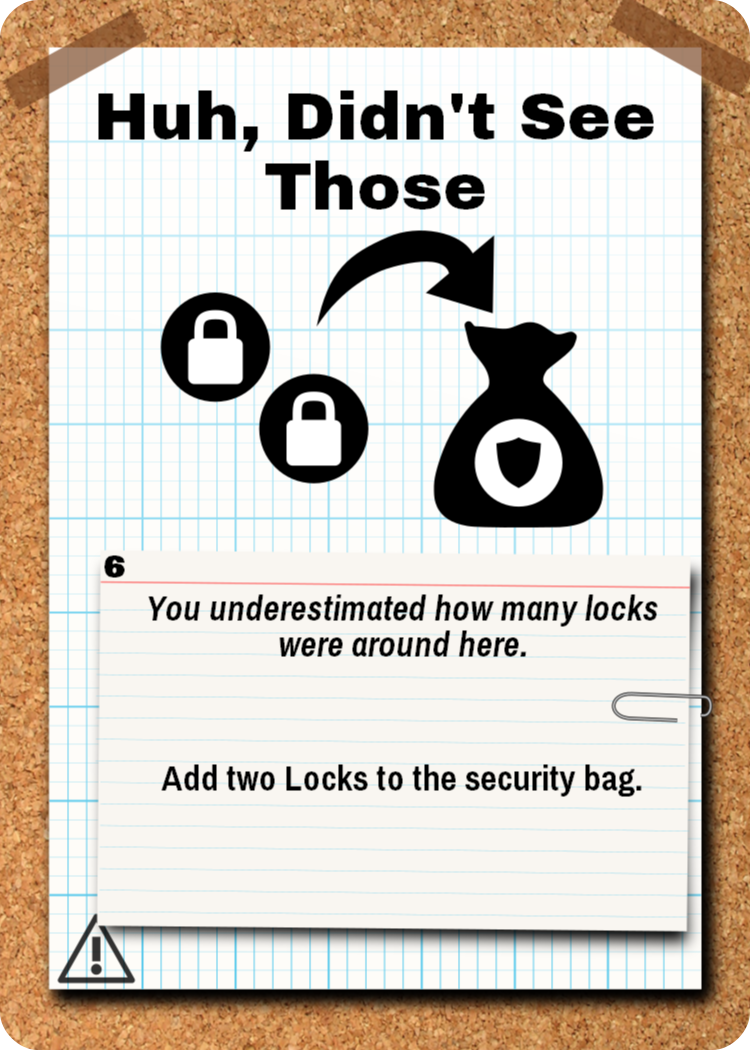 Huh, Didn't See
Those
6
You underestimated how many locks
were around here.
Add two Locks to the security bag.